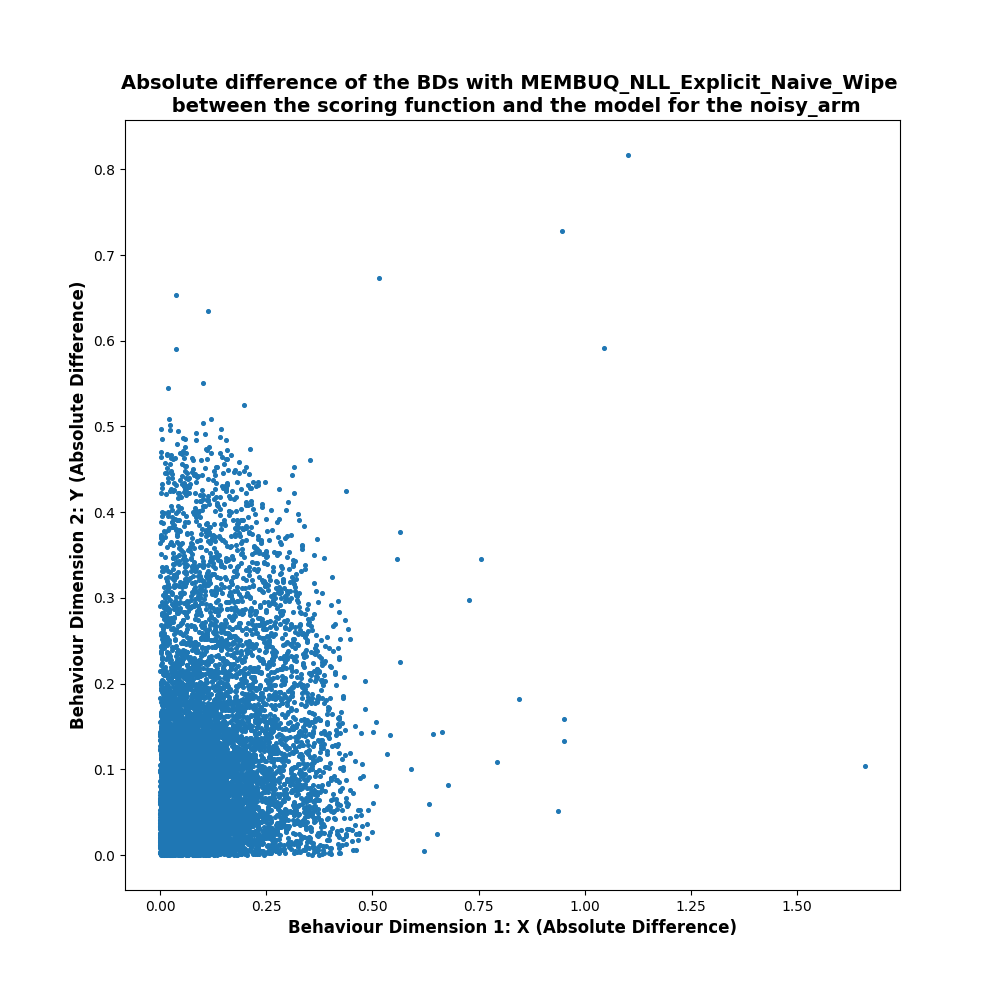 Absolute difference of the BDs with MEMBUQ_NLL_Explicit_Naive_Wipe
between the scoring function and the model for the noisy_arm
Behaviour Dimension 2: Y (Absolute Difference)
0.8
0.7
0.6
0.5
0.4
0.3
0.2
0.1
0.0
0.00 0.25 0.50 0.75 1.00 1.25 1.50
Behaviour Dimension 1: X (Absolute Difference)